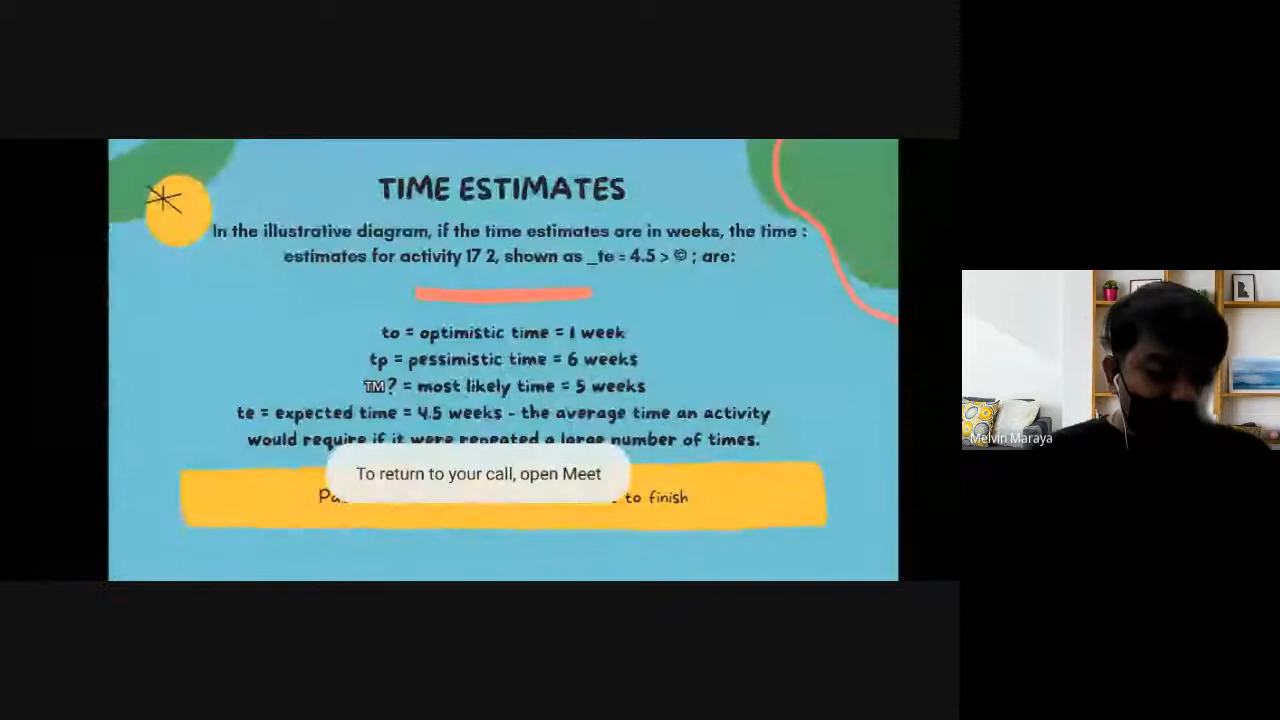 TIME ESTIMATES
In the illustrative diagram, if the time estimates are in weeks, the time :
estimates for activity 17 2, shown as _te = 4.5 > © ; are:
to = optimistic time = 1 week
tp = pessimistic time = 6 weeks
™? = most likely time = 5 weeks
te = expected time = 4.5 weeks - the average time an activity
would require if it were repeated a large number of times.
To return to your call, open Meet
to finish
Melvin Maraya